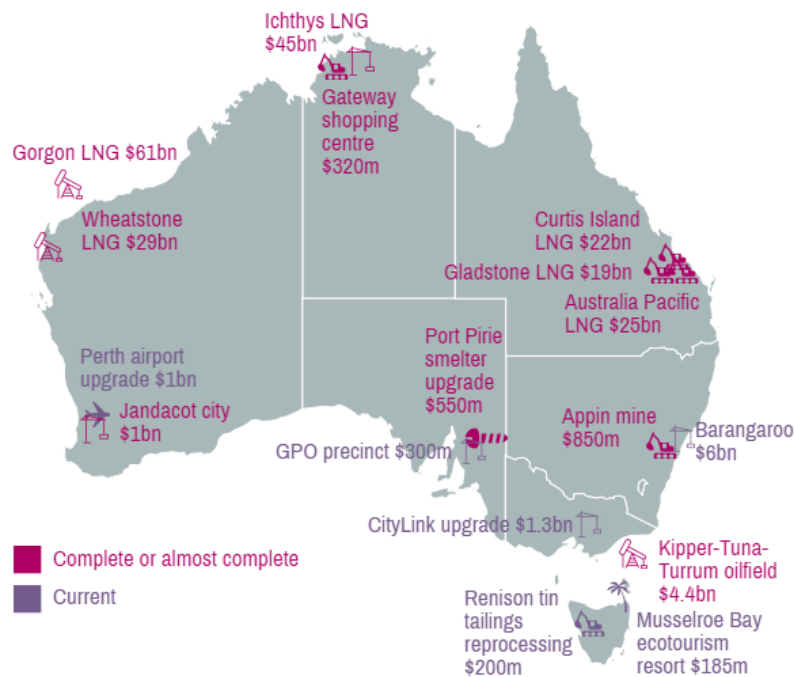 Ichthys LNG
$45bn
Gateway
shopping
centre
$320m
Gorgon LNG $61bn
Wheatstone
LNG $29bn
Curtis Island
LNG $22bn
Gladstone LNG $19bn
Australia Pacific
LNG $25bn
Port Pirie
smelter
upgrade
$550m
Perth airport
upgrade $1bn
Jandacot city
$1bn
Appin mine
$850m
Barangaroo
$6bn
GPO precinct $300m
CityLink upgrade $1.3bn
Kipper-Tuna-
Turrum oilfield
$4.4bn
Complete or almost complete
Current
Renison tin
tailings
reprocessing
$200m
Musselroe Bay
ecotourism
resort $185m